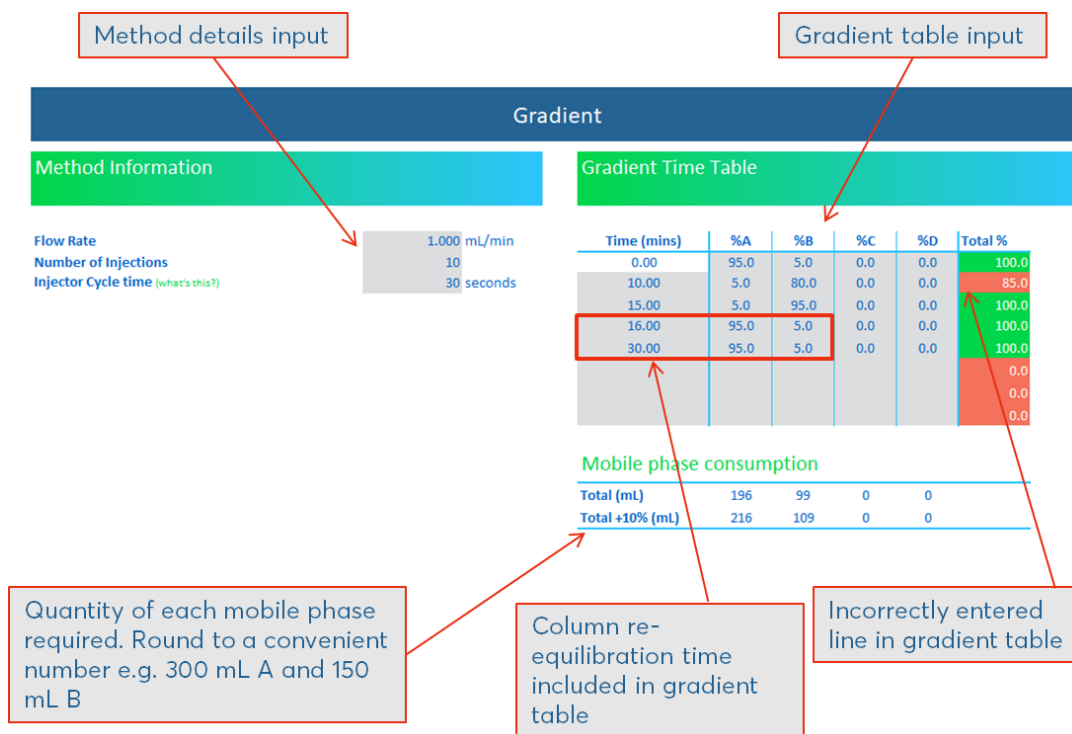 Method details input
Gradient table input
Gradient
Method Information
Gradient Time Table
Flow Rate 1.000 mL/min
Number of Injections 10
Injector Cycle time (what's this?) 30 seconds
Time (mins) %A %B %C %D Total %
0.00 95.0 5.0 0.0 0.0 100.0
10.00 5.0 80.0 0.0 0.0 85.0
15.00 5.0 95.0 0.0 0.0 100.0
16.00 95.0 5.0 0.0 0.0 100.0
30.00 95.0 5.0 0.0 0.0 100.0
0.0
0.0
0.0
Mobile phase consumption
Total (mL) 196 99 0 0
Total +10% (mL) 216 109 0 0
Quantity of each mobile phase
required. Round to a convenient
number e.g. 300 mL A and 150
mL B
Column re-
equilibration time
included in gradient
table
Incorrectly entered
line in gradient table